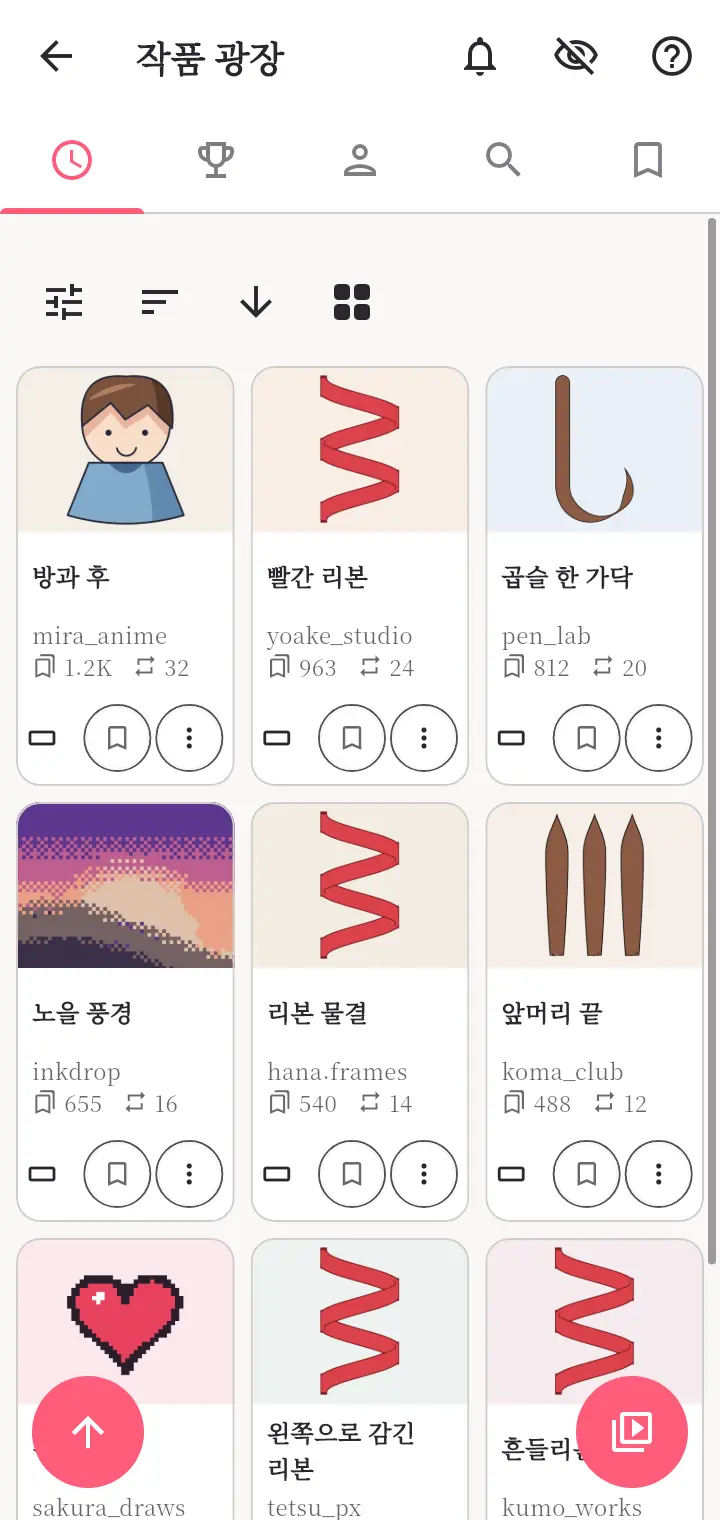 작품 광장
방과 후
mira_anime
1.2K 32
빨간 리본
yoake_studio
963 24
곱슬 한 가닥
pen_lab
812 20
노을 풍경
inkdrop
655 16
리본 물결
hana.frames
540 14
앞머리 끝
koma_club
488 12
sakura_draws
왼쪽으로 감긴
리본
tetsu_px
kumo_works